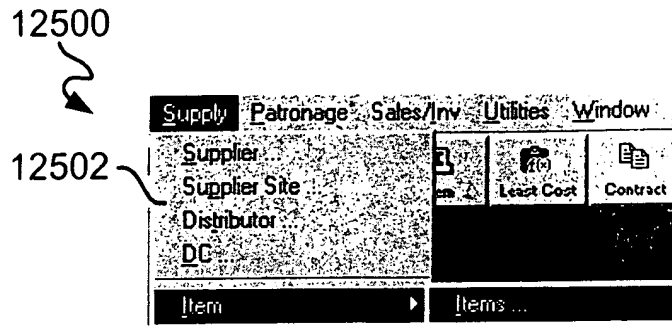 12500
Supply Patronage Sales/Inv Utilities Window
12502
Supplier ...
Supplier Site ...
Distributor ...
DC ...
Least Cost
Contract
Item
Items ...